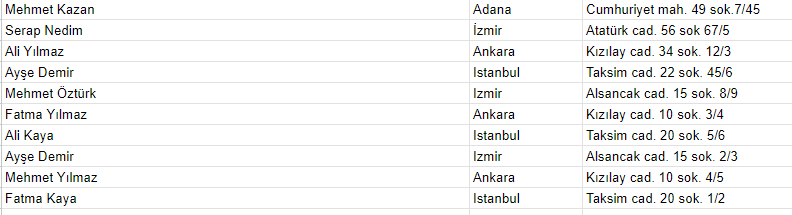 Mehmet Kazan Adana Cumhuriyet mah. 49 sok.7/45
Serap Nedim İzmir Atatürk cad. 56 sok 67/5
Ali Yılmaz Ankara Kızılay cad. 34 sok. 12/3
Ayşe Demir Istanbul Taksim cad. 22 sok. 45/6
Mehmet Öztürk Izmir Alsancak cad. 15 sok. 8/9
Fatma Yılmaz Ankara Kızılay cad. 10 sok. 3/4
Ali Kaya Istanbul Taksim cad. 20 sok. 5/6
Ayşe Demir Izmir Alsancak cad. 15 sok. 2/3
Mehmet Yılmaz Ankara Kızılay cad. 10 sok. 4/5
Fatma Kaya Istanbul Taksim cad. 20 sok. 1/2